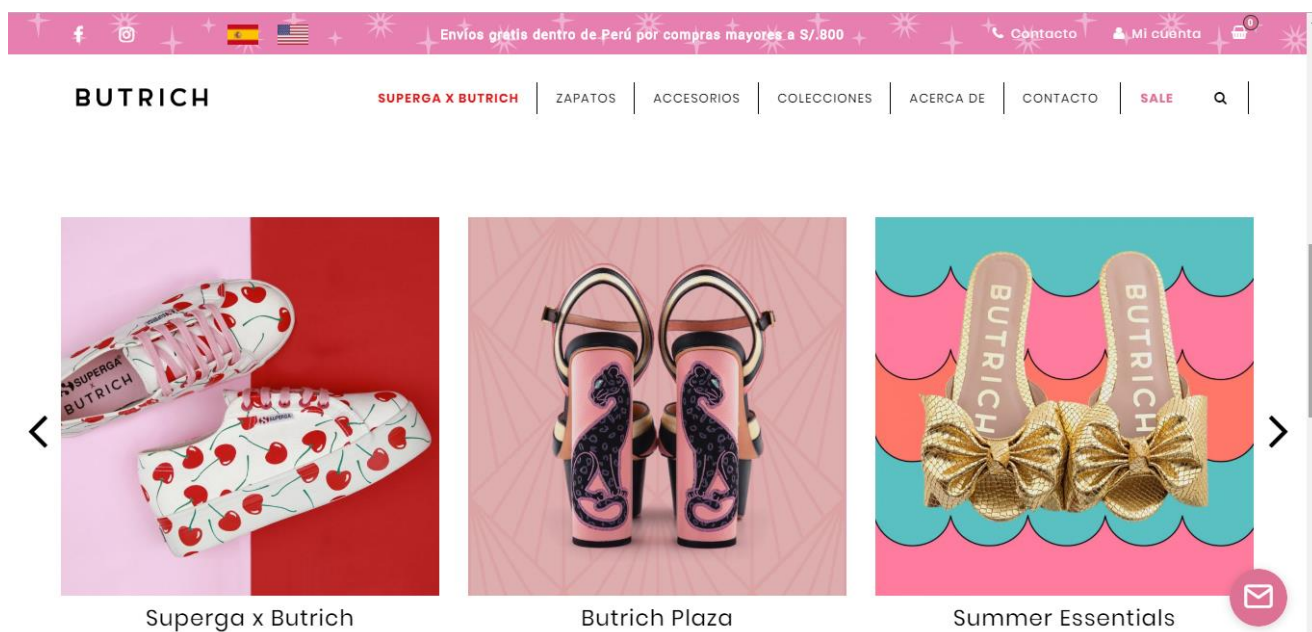 Envíos gratis dentro de Perú por compras mayores a S/.800
Contacto
Mi cuenta
0
BUTRICH
SUPERGA X BUTRICH
ZAPATOS
ACCESORIOS
COLECCIONES
ACERCA DE
CONTACTO
SALE
SUPERGA
SUPERGA
x
BUTRICH
SUPERGA
BUTRICH
BUTRICH
Superga x Butrich
Butrich Plaza
Summer Essentials